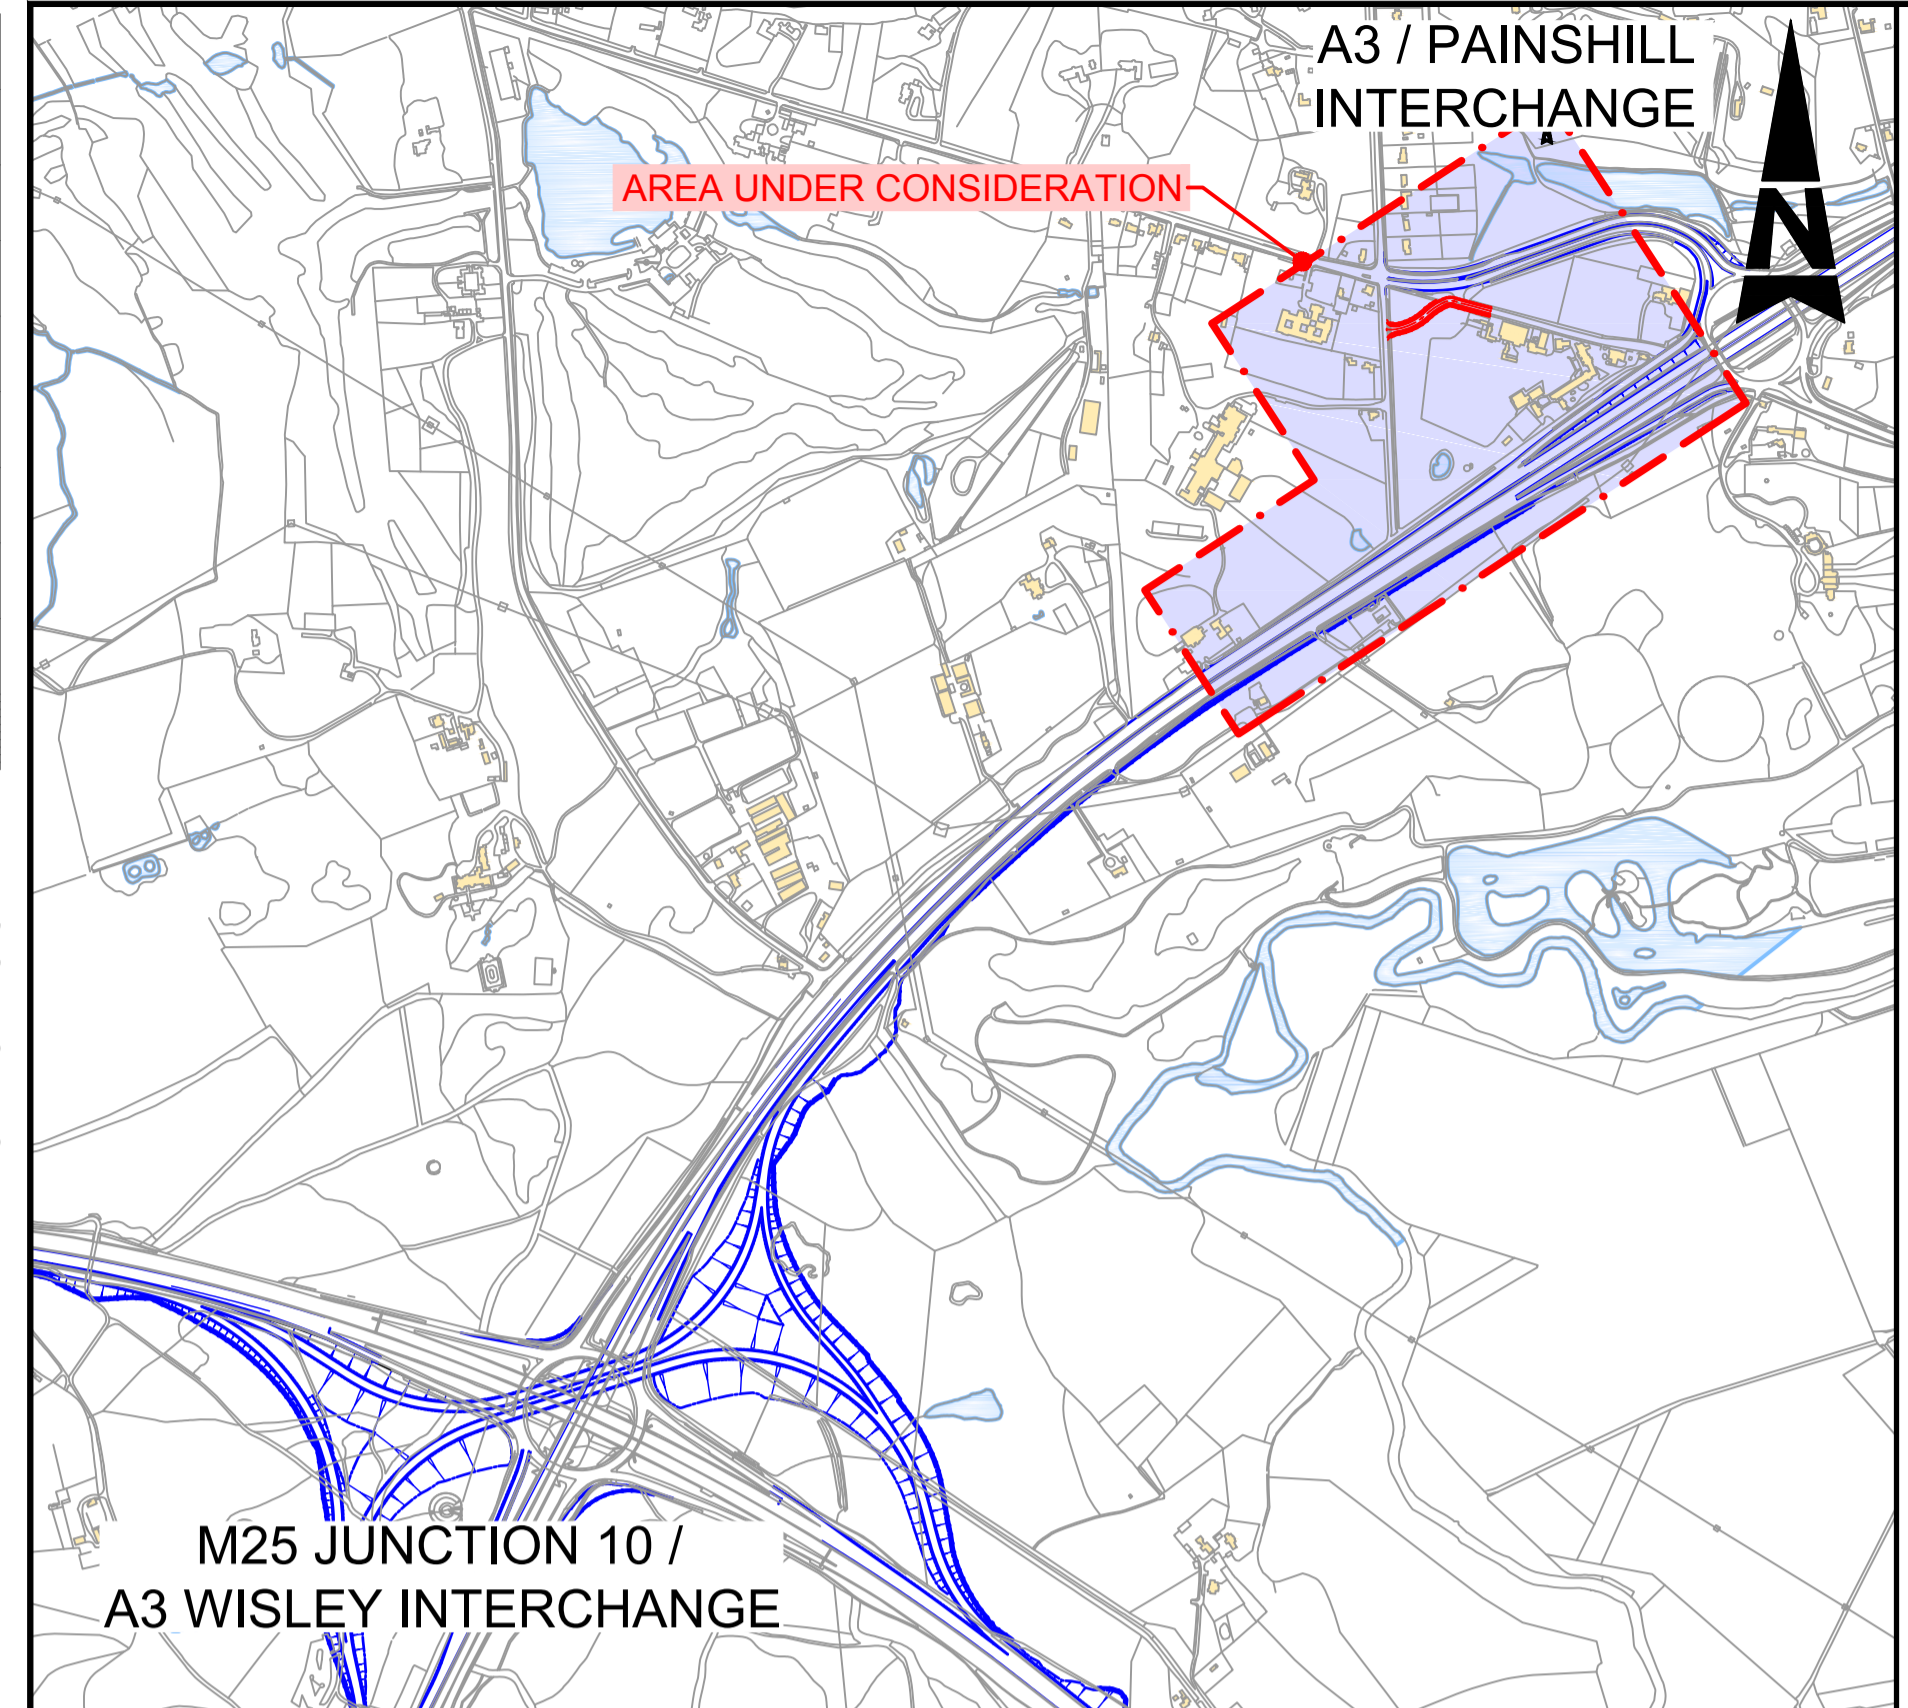 A3 / PAINSHILL
INTERCHANGE
AREA UNDER CONSIDERATION
N
M25 JUNCTION 10 /
A3 WISLEY INTERCHANGE